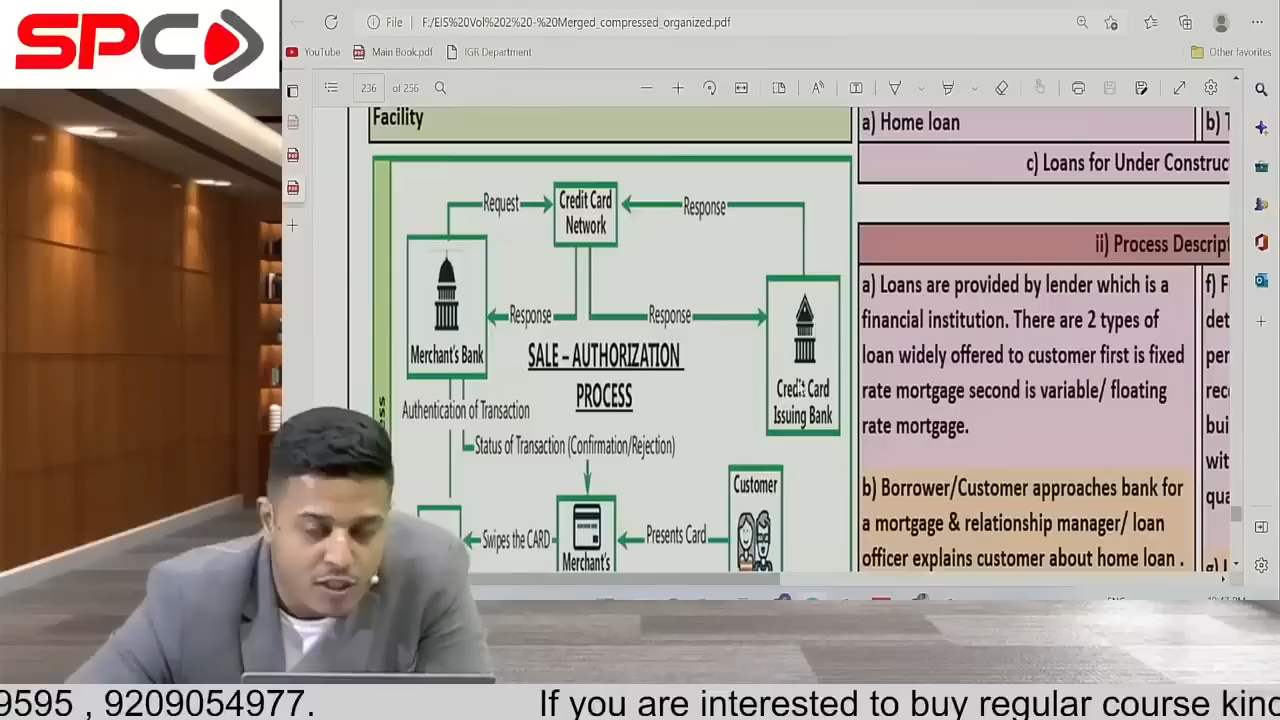 SPC
File
F:/EIS%20Vol%202%20-%20Merged_compressed_organized.pdf
YouTube
Main Book.pdf
IGR Department
Other favorites
236
of 256
Facility
Request
Credit Card
Network
Response
Merchant's Bank
Response
Response
Credit Card
Issuing Bank
SALE – AUTHORIZATION
PROCESS
Authentication of Transaction
Status of Transaction (Confirmation/Rejection)
Customer
Swipes the CARD
Merchant's
Presents Card
a) Home loan
c) Loans for Under Construc
ii) Process Descript
a) Loans are provided by lender which is a
financial institution. There are 2 types of
loan widely offered to customer first is fixed
rate mortgage second is variable/ floating
rate mortgage.
b) Borrower/Customer approaches bank for
a mortgage & relationship manager/ loan
officer explains customer about home loan .
ENG
9595 , 9209054977.
If you are interested to buy regular course kind